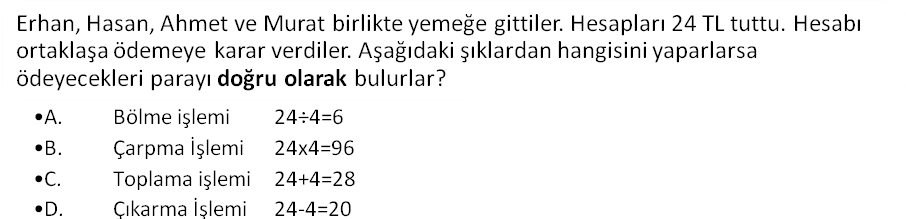 Erhan, Hasan, Ahmet ve Murat birlikte yemeğe gittiler. Hesapları 24 TL tuttu. Hesabı
ortaklaşa ödemeye karar verdiler. Aşağıdaki şıklardan hangisini yaparlarsa
ödeyecekleri parayı doğru olarak bulurlar?
•A. Bölme işlemi 24÷4=6
•B. Çarpma İşlemi 24x4=96
•C. Toplama işlemi 24+4=28
•D. Çıkarma İşlemi 24-4=20